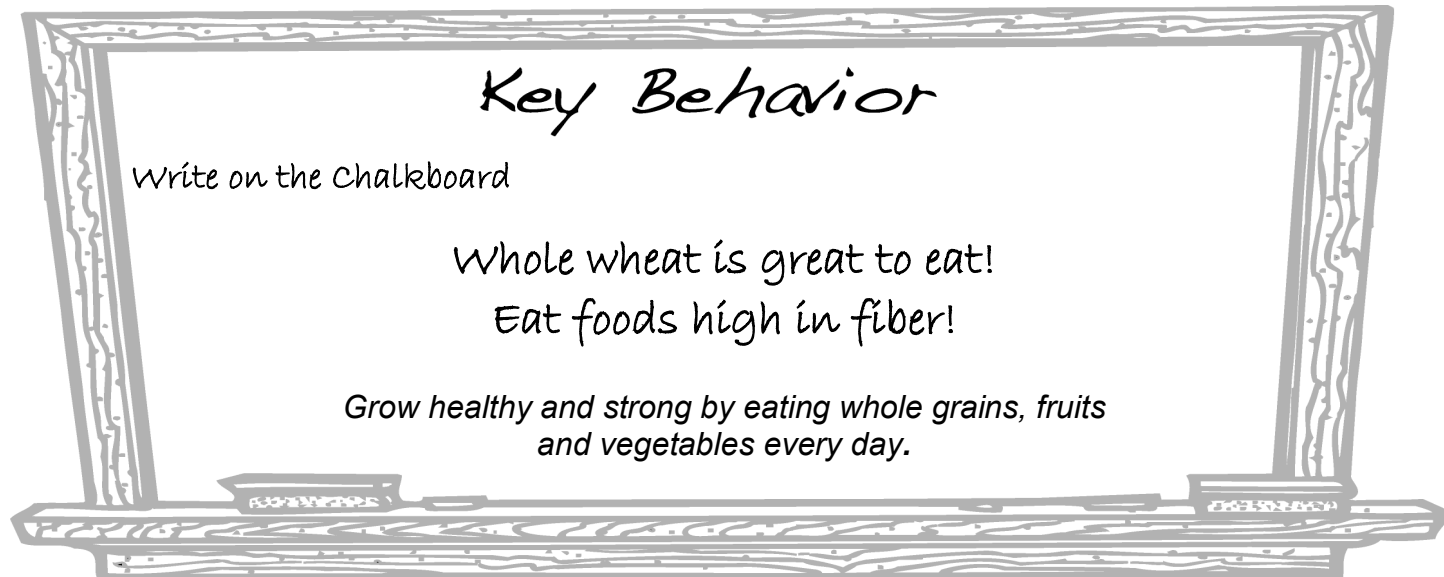 Key Behavior
Write on the Chalkboard
Whole wheat is great to eat!
Eat foods high in fiber!
Grow healthy and strong by eating whole grains, fruits
and vegetables every day.